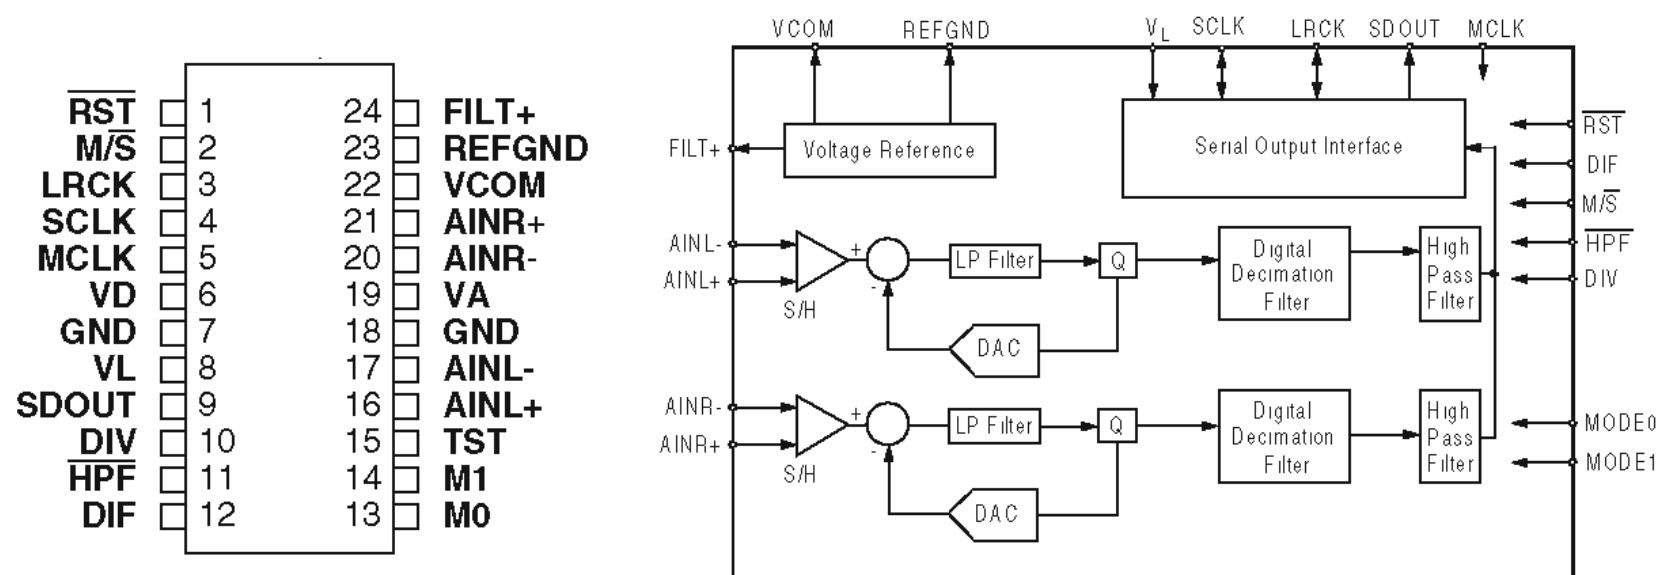 RST 1 24 FILT+
M/S 2 23 REFGND
LRCK 3 22 VCOM
SCLK 4 21 AINR+
MCLK 5 20 AINR-
VD 6 19 VA
GND 7 18 GND
VL 8 17 AINL-
SDOUT 9 16 AINL+
DIV 10 15 TST
HPF 11 14 M1
DIF 12 13 M0
VCOM REFGND VL SCLK LRCK SDOUT MCLK
FILT+ Voltage Reference
Serial Output Interface
RST
DIF
M/S
HPF
DIV
AINL-
AINL+
S/H
+
-
LP Filter
Q
DAC
Digital
Decimation
Filter
High
Pass
Filter
AINR-
AINR+
S/H
+
-
LP Filter
Q
DAC
Digital
Decimation
Filter
High
Pass
Filter
MODE0
MODE1